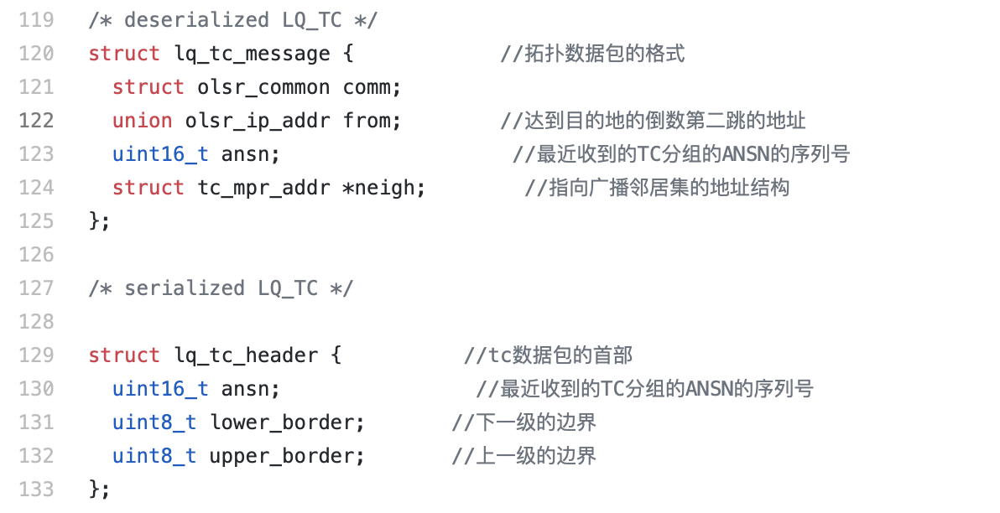 119 /* deserialized LQ_TC */
120 struct lq_tc_message { //拓扑数据包的格式
121 struct olsr_common comm;
122 union olsr_ip_addr from; //达到目的地的倒数第二跳的地址
123 uint16_t ansn; //最近收到的TC分组的ANSN的序列号
124 struct tc_mpr_addr *neigh; //指向广播邻居集的地址结构
125 };
126
127 /* serialized LQ_TC */
128
129 struct lq_tc_header { //tc数据包的首部
130 uint16_t ansn; //最近收到的TC分组的ANSN的序列号
131 uint8_t lower_border; //下一级的边界
132 uint8_t upper_border; //上一级的边界
133 };